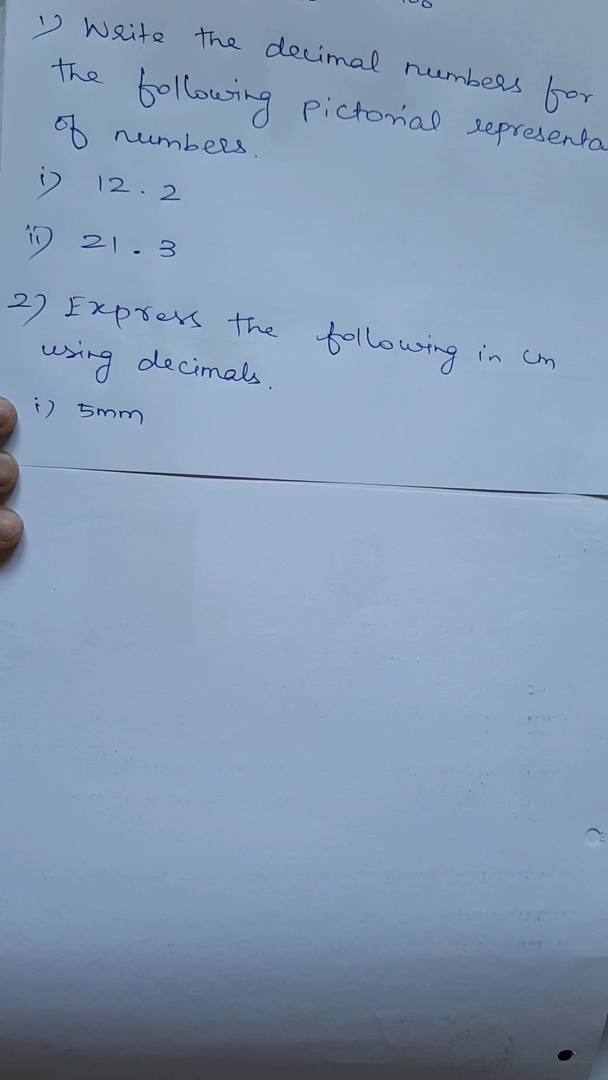 1) Write the decimal numbers for
the following pictorial representa
of numbers.
i) 12.2
ii) 21.3
2) Express the following in cm
using decimals.
i) 5mm